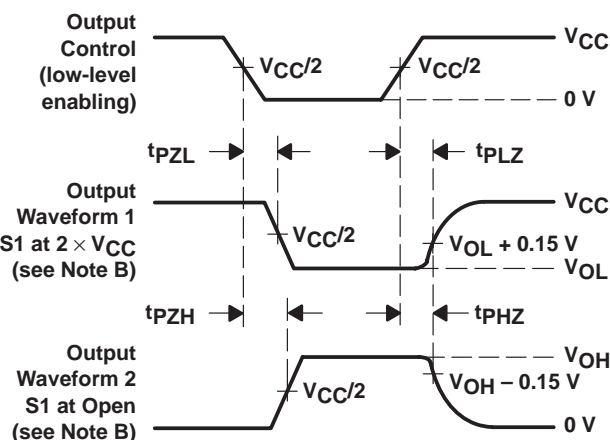 Output
Control
(low-level
enabling)
VCC/2
VCC/2
VCC
0 V
tPZL
tPLZ
Output
Waveform 1
S1 at 2 × VCC
(see Note B)
VCC/2
VCC
VOL + 0.15 V
VOL
tPZH
tPHZ
Output
Waveform 2
S1 at Open
(see Note B)
VCC/2
VOH
VOH – 0.15 V
0 V